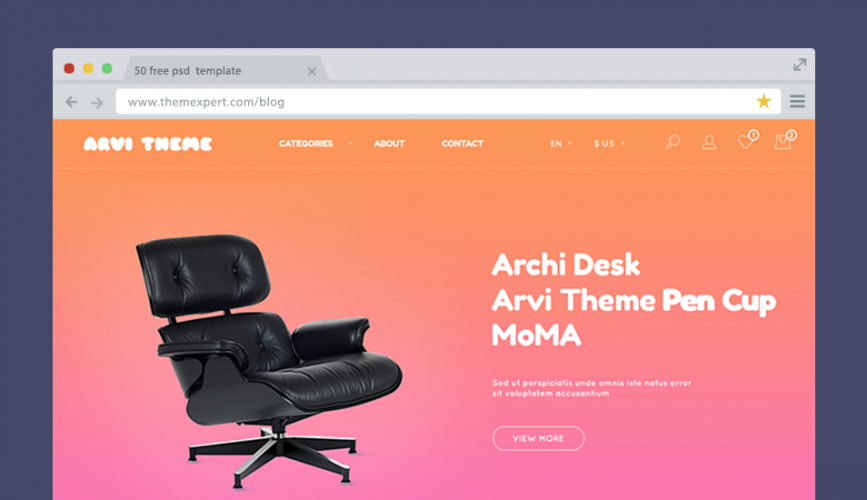 50 free psd template
www.themexpert.com/blog
ARVI THEME
CATEGORIES ABOUT CONTACT EN $ US 1 2
Archi Desk
Arvi Theme Pen Cup
MoMA
Sed ut perspiciatis unde omnis iste natus error
sit voluptatem accusantium
VIEW MORE